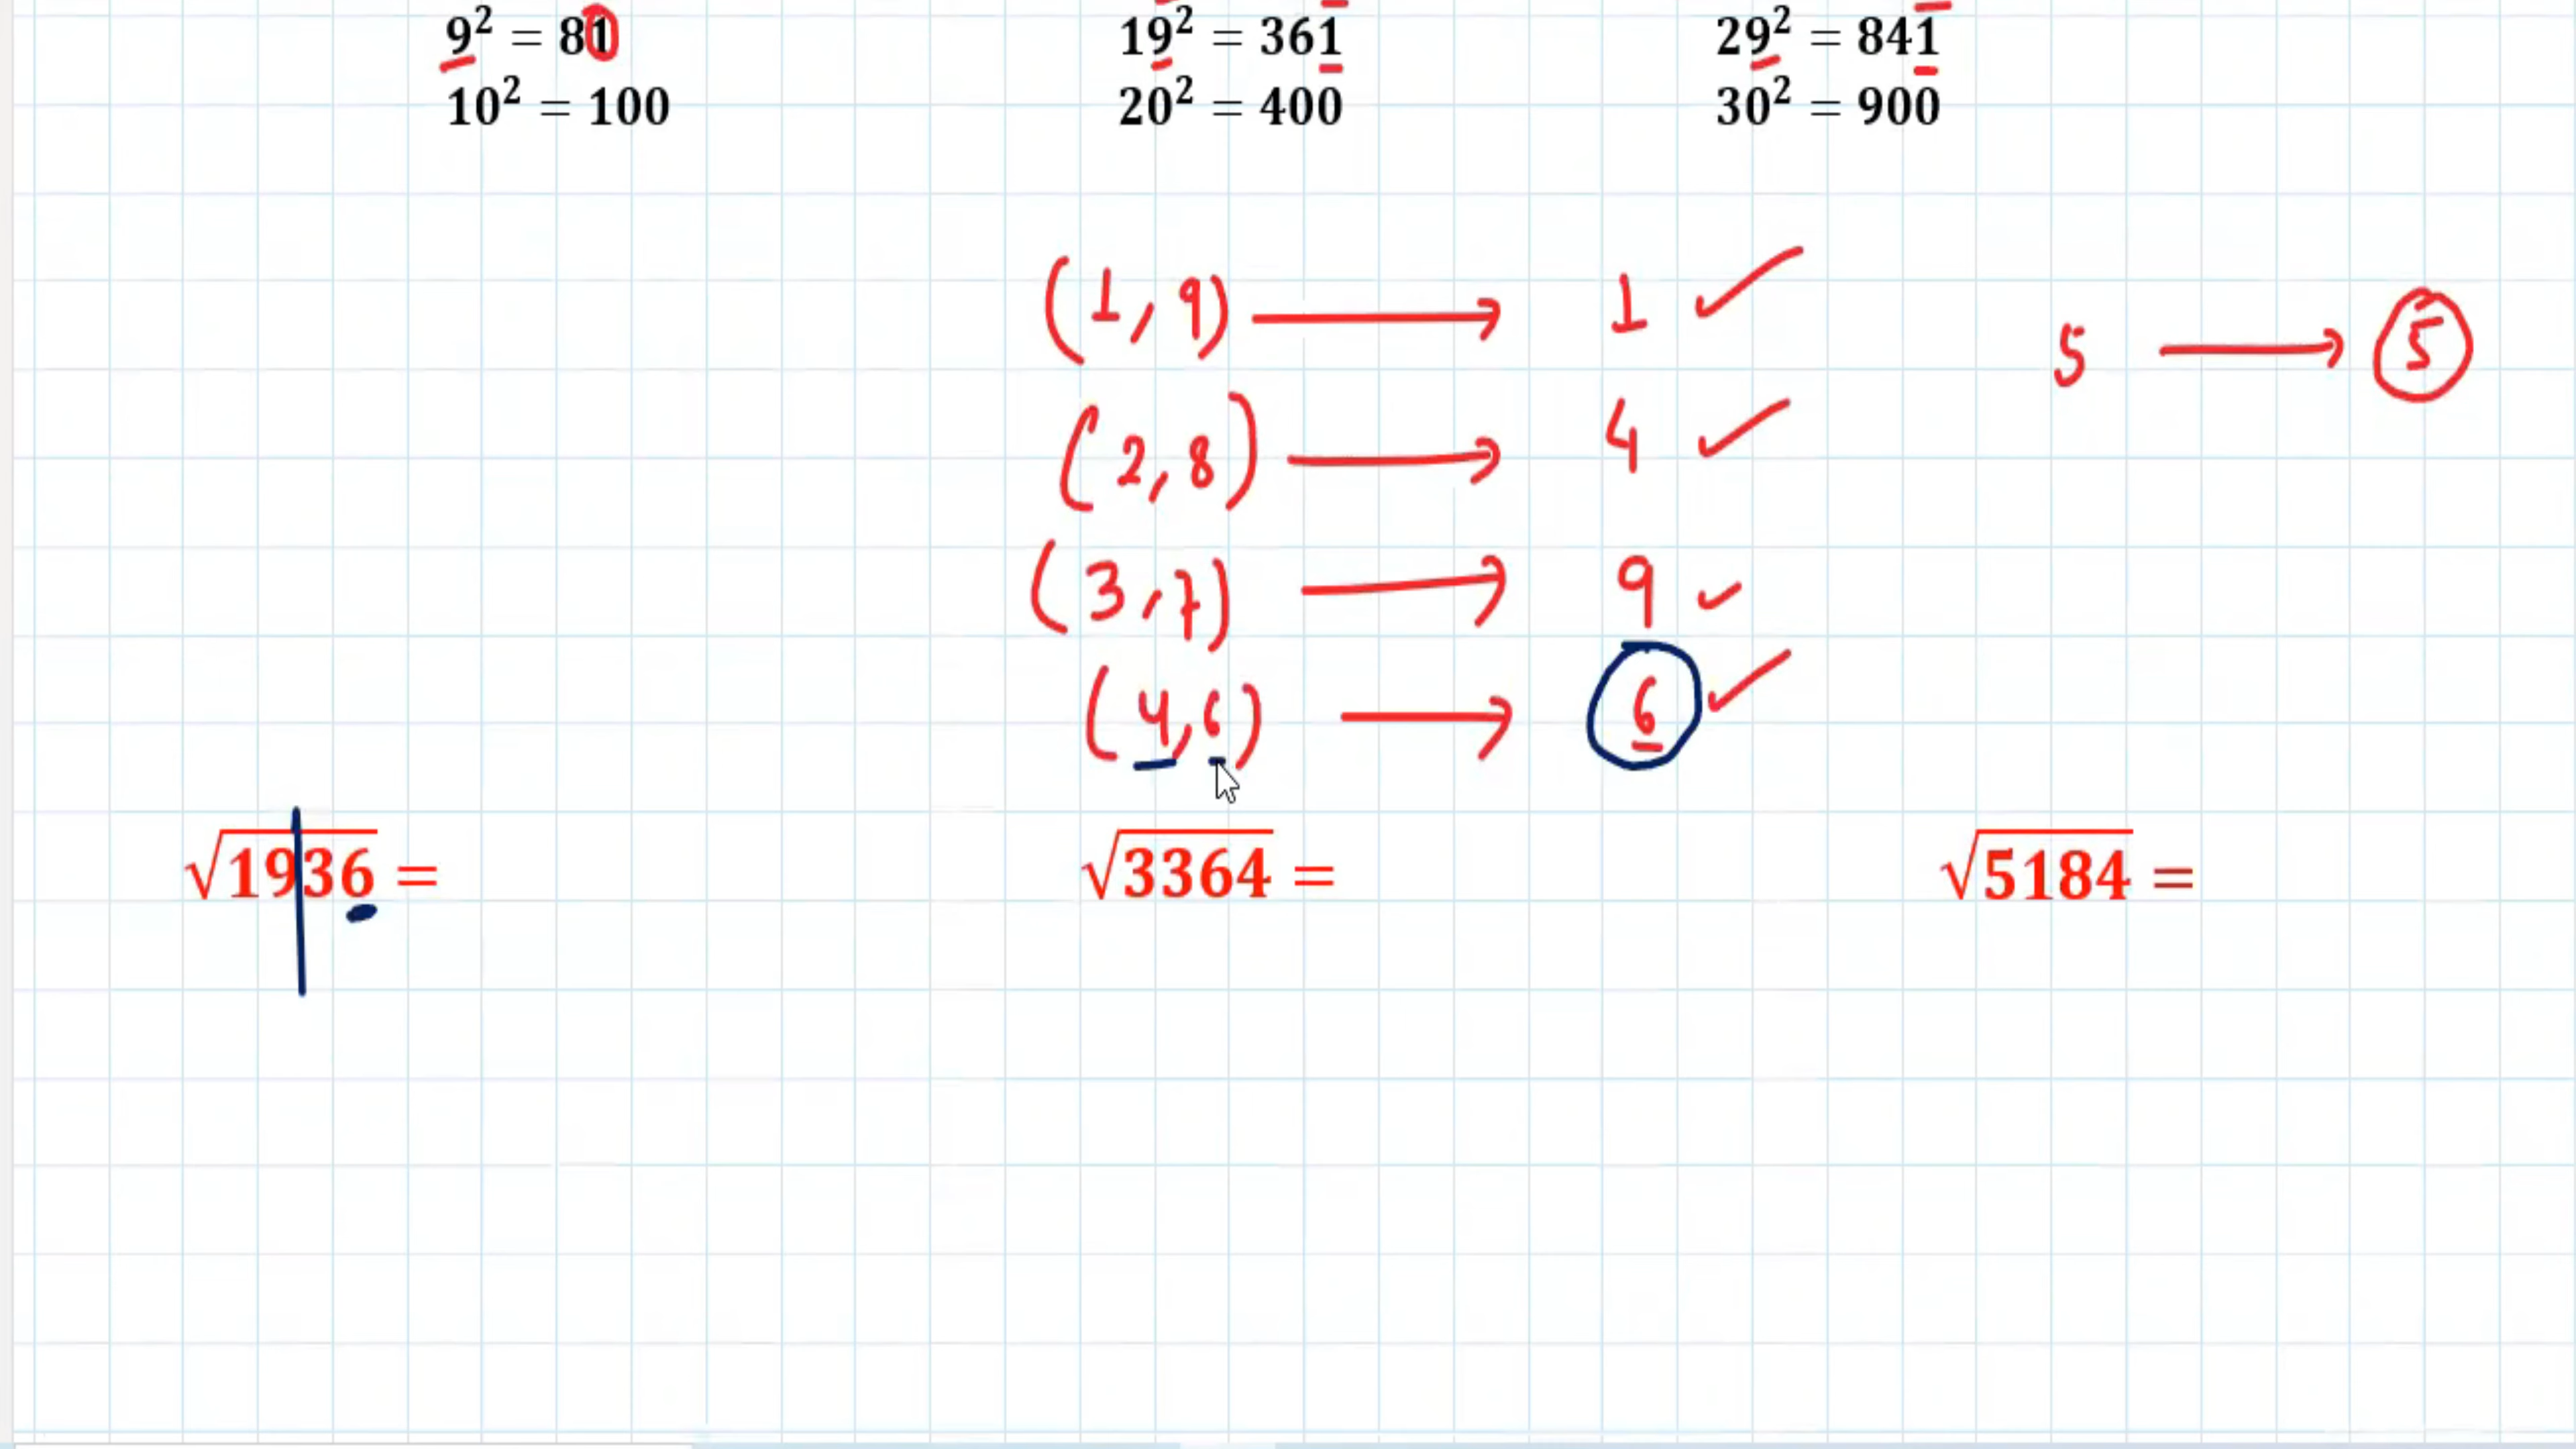 9² = 81
19² = 361
29² = 841
10² = 100
20² = 400
30² = 900
(1, 9) → 1 ✓
5 → 5
(2, 8) → 4 ✓
(3, 7) → 9 ✓
(4, 6) → 6 ✓
√1936 =
√3364 =
√5184 =